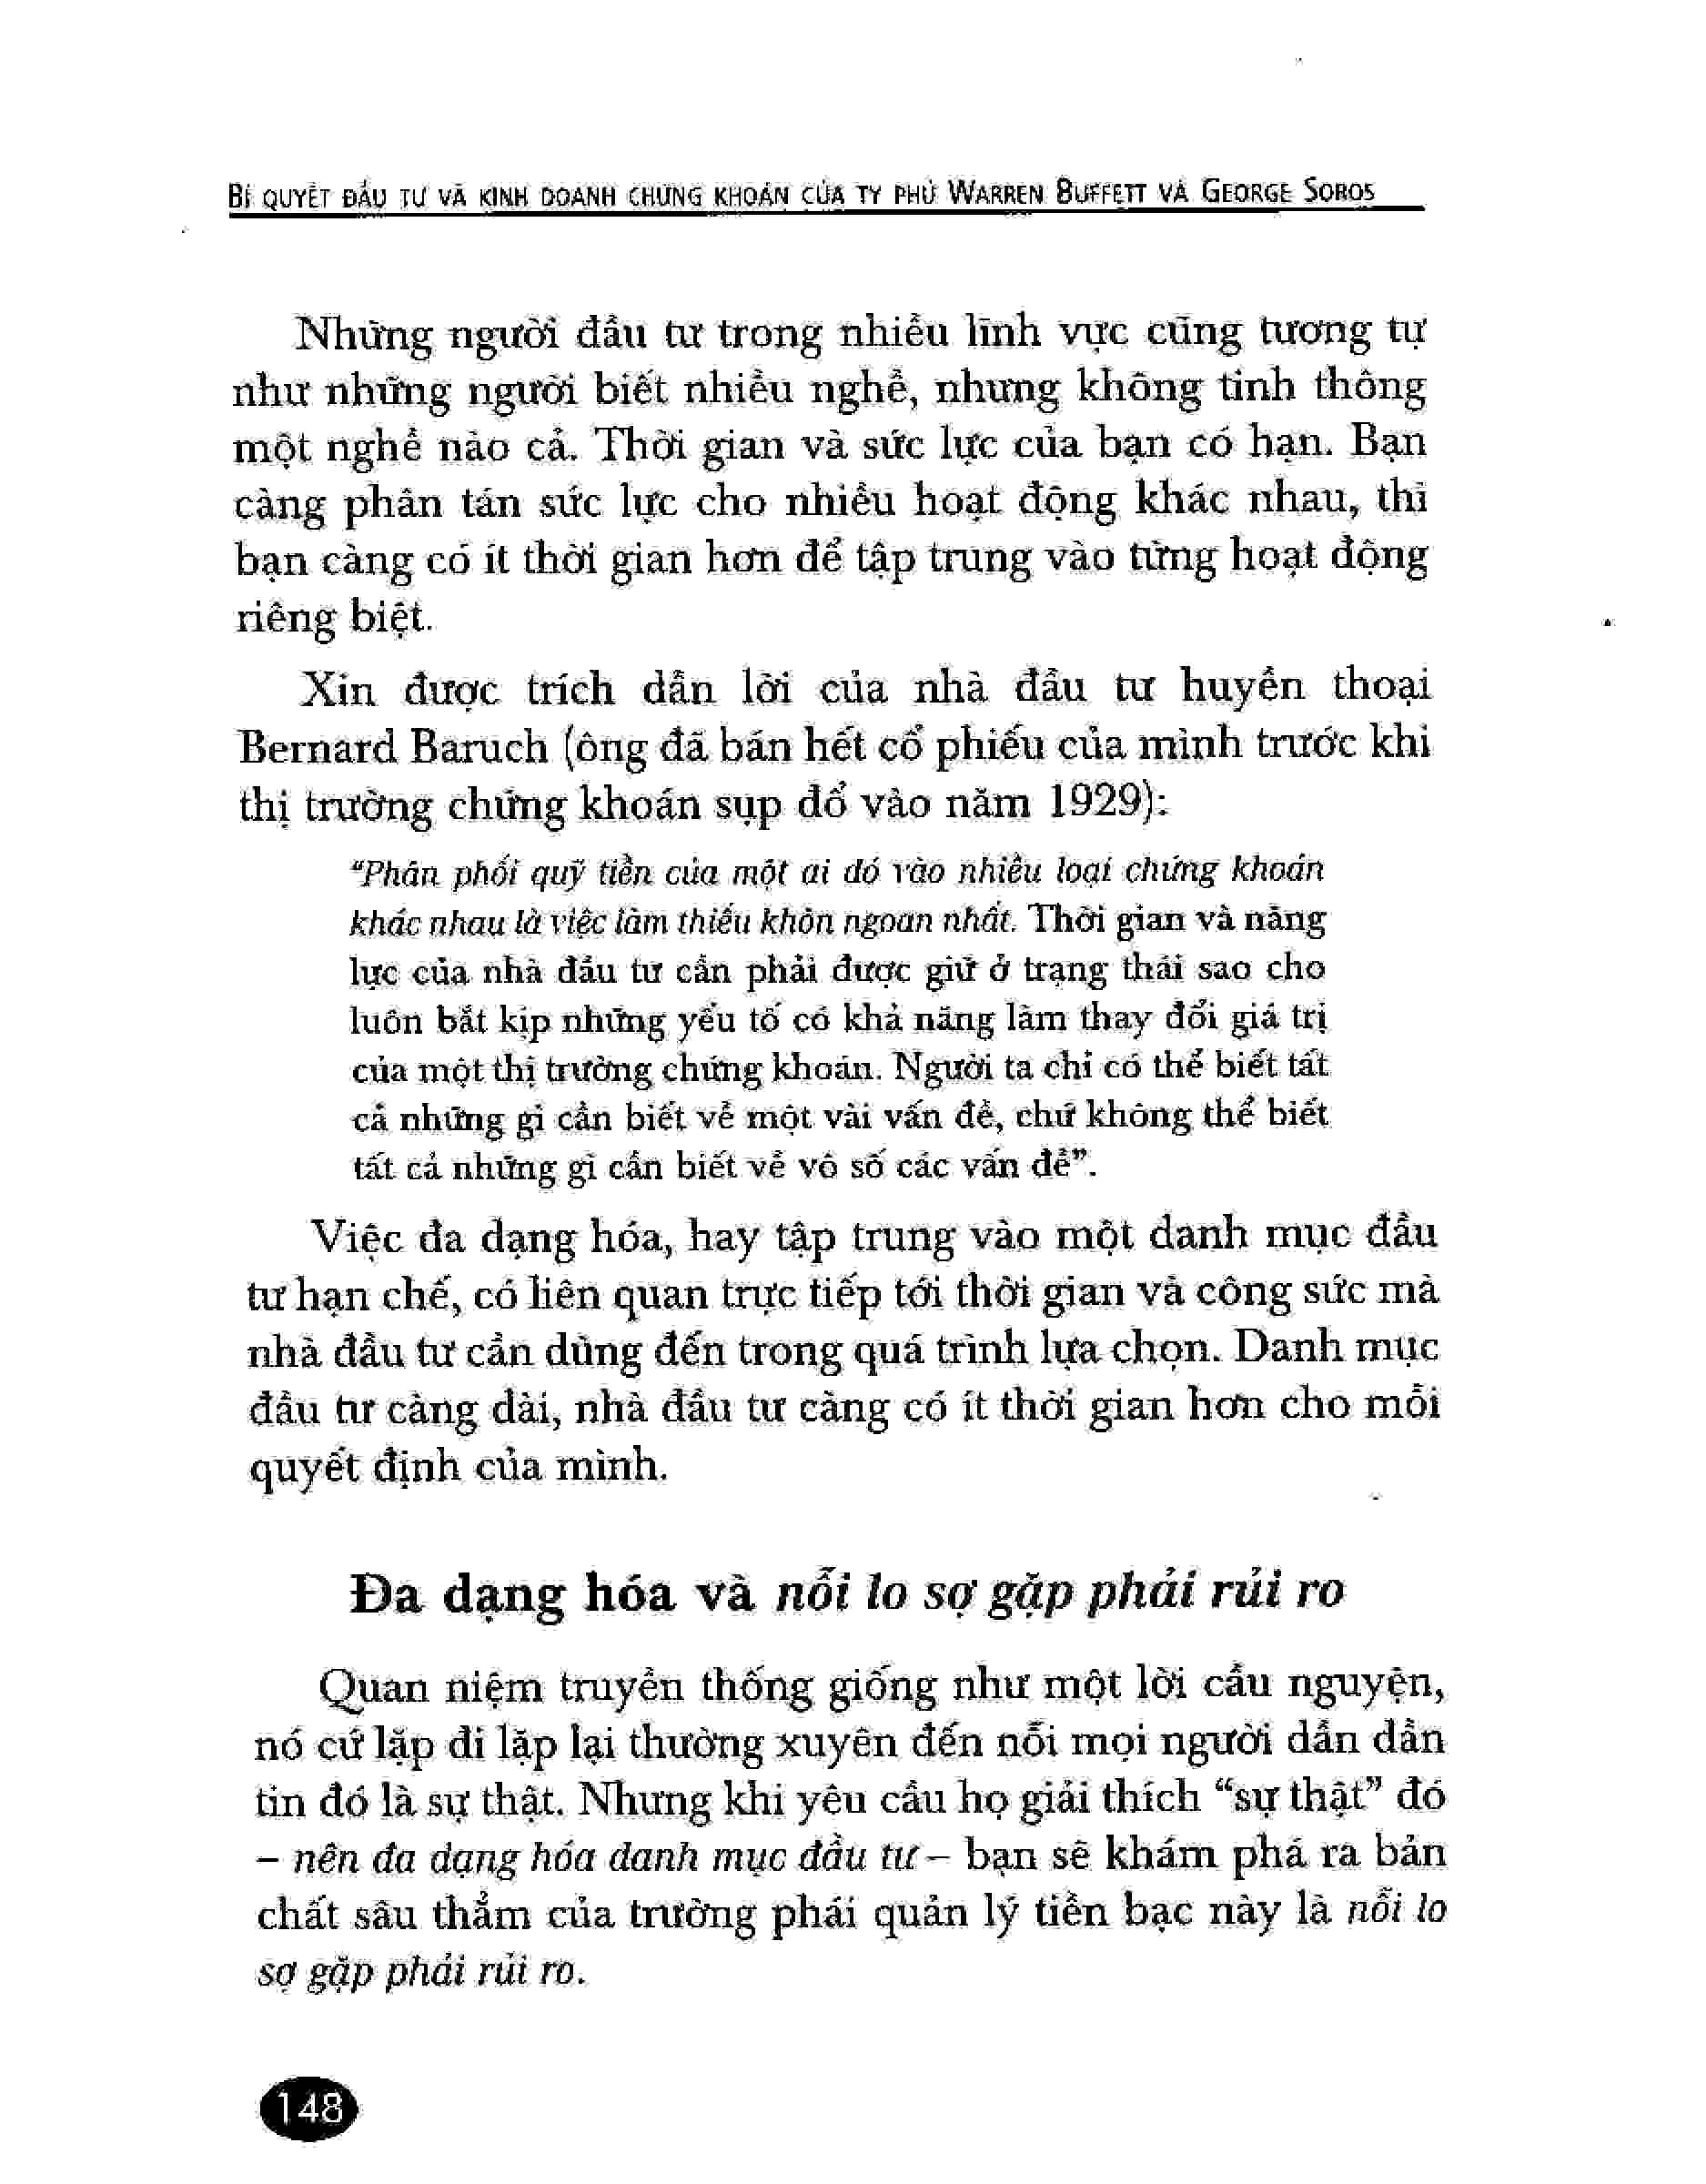 BÍ QUYẾT ĐẦU TƯ VÀ KINH DOANH CHỨNG KHOÁN CỦA TỶ PHÚ WARREN BUFFETT VÀ GEORGE SOROS
Những người đầu tư trong nhiều lĩnh vực cũng tương tự
như những người biết nhiều nghề, nhưng không tinh thông
một nghề nào cả. Thời gian và sức lực của bạn có hạn. Bạn
càng phân tán sức lực cho nhiều hoạt động khác nhau, thì
bạn càng có ít thời gian hơn để tập trung vào từng hoạt động
riêng biệt.
Xin được trích dẫn lời của nhà đầu tư huyền thoại
Bernard Baruch (ông đã bán hết cổ phiếu của mình trước khi
thị trường chứng khoán sụp đổ vào năm 1929):
“Phân phối quỹ tiền của một ai đó vào nhiều loại chứng khoán
khác nhau là việc làm thiếu khôn ngoan nhất. Thời gian và năng
lực của nhà đầu tư cần phải được giữ ở trạng thái sao cho
luôn bắt kịp những yếu tố có khả năng làm thay đổi giá trị
của một thị trường chứng khoán. Người ta chỉ có thể biết tất
cả những gì cần biết về một vài vấn đề, chứ không thể biết
tất cả những gì cần biết về vô số các vấn đề”.
Việc đa dạng hóa, hay tập trung vào một danh mục đầu
tư hạn chế, có liên quan trực tiếp tới thời gian và công sức mà
nhà đầu tư cần dùng đến trong quá trình lựa chọn. Danh mục
đầu tư càng dài, nhà đầu tư càng có ít thời gian hơn cho mỗi
quyết định của mình.
Đa dạng hóa và nỗi lo sợ gặp phải rủi ro
Quan niệm truyền thống giống như một lời cầu nguyện,
nó cứ lặp đi lặp lại thường xuyên đến nỗi mọi người dần dần
tin đó là sự thật. Nhưng khi yêu cầu họ giải thích “sự thật” đó
– nên đa dạng hóa danh mục đầu tư – bạn sẽ khám phá ra bản
chất sâu thẳm của trường phái quản lý tiền bạc này là nỗi lo
sợ gặp phải rủi ro.
148